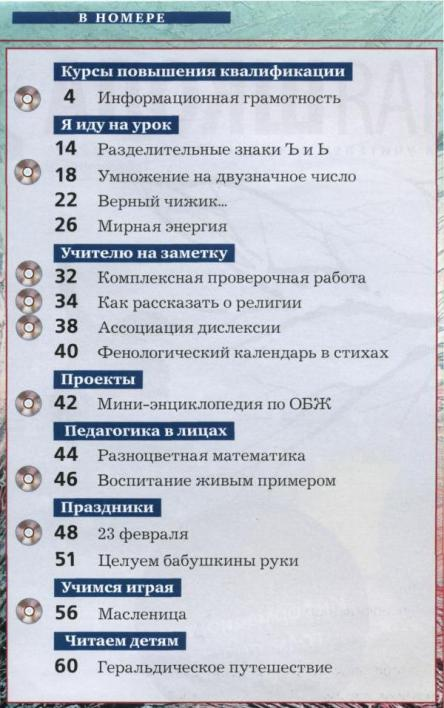 В НОМЕРЕ
Курсы повышения квалификации
4 Информационная грамотность
Я иду на урок
14 Разделительные знаки Ъ и Ь
18 Умножение на двузначное число
22 Верный чижик...
26 Мирная энергия
Учителю на заметку
32 Комплексная проверочная работа
34 Как рассказать о религии
38 Ассоциация дислексии
40 Фенологический календарь в стихах
Проекты
42 Мини-энциклопедия по ОБЖ
Педагогика в лицах
44 Разноцветная математика
46 Воспитание живым примером
Праздники
48 23 февраля
51 Целуем бабушкины руки
Учимся играя
56 Масленица
Читаем детям
60 Геральдическое путешествие